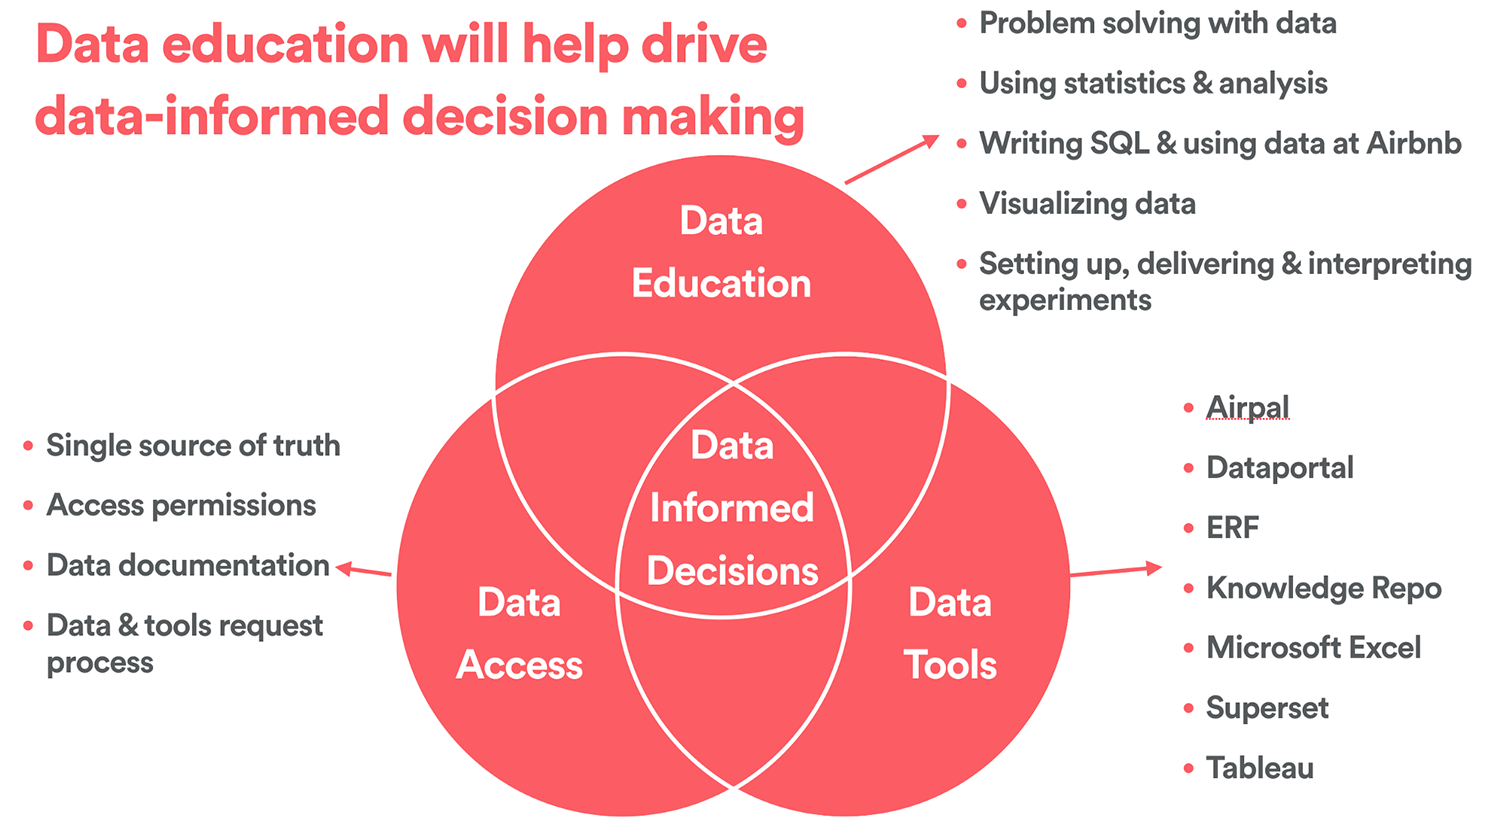 Data education will help drive
data-informed decision making
• Problem solving with data
• Using statistics & analysis
• Writing SQL & using data at Airbnb
• Visualizing data
• Setting up, delivering & interpreting
experiments
Data
Education
Data
Informed
Decisions
Data
Access
Data
Tools
• Single source of truth
• Access permissions
• Data documentation
• Data & tools request
process
• Airpal
• Dataportal
• ERF
• Knowledge Repo
• Microsoft Excel
• Superset
• Tableau